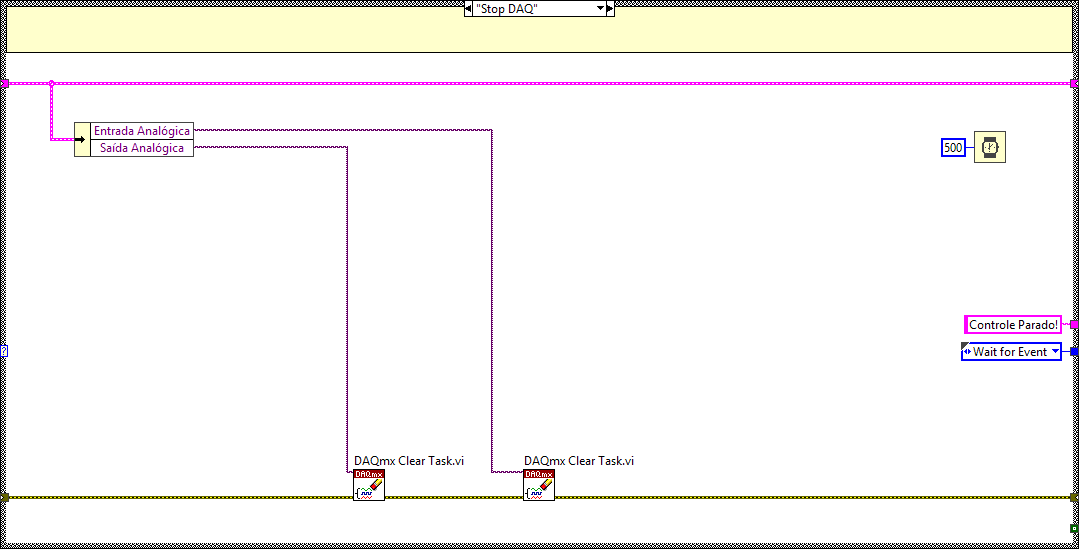 "Stop DAQ"
Entrada Analógica
Saída Analógica
500
Controle Parado!
?
Wait for Event
DAQmx Clear Task.vi
DAQmx Clear Task.vi
DAQmx
DAQmx